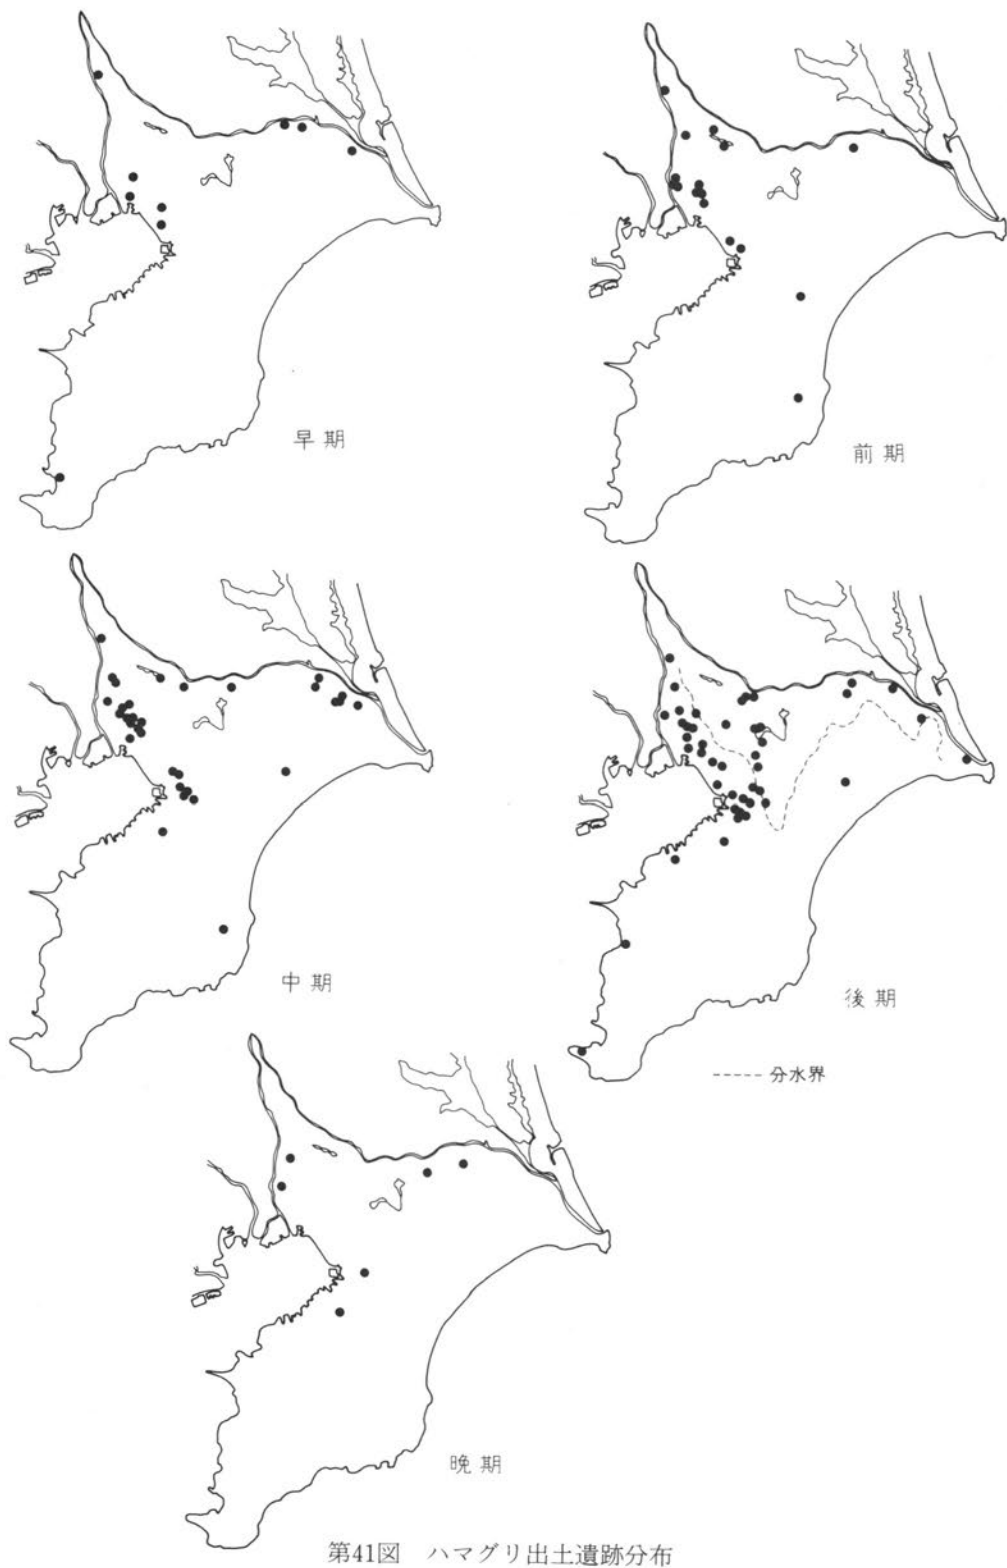 早期
前期
中期
後期
----- 分水界
晩期
第41図 ハマグリ出土遺跡分布